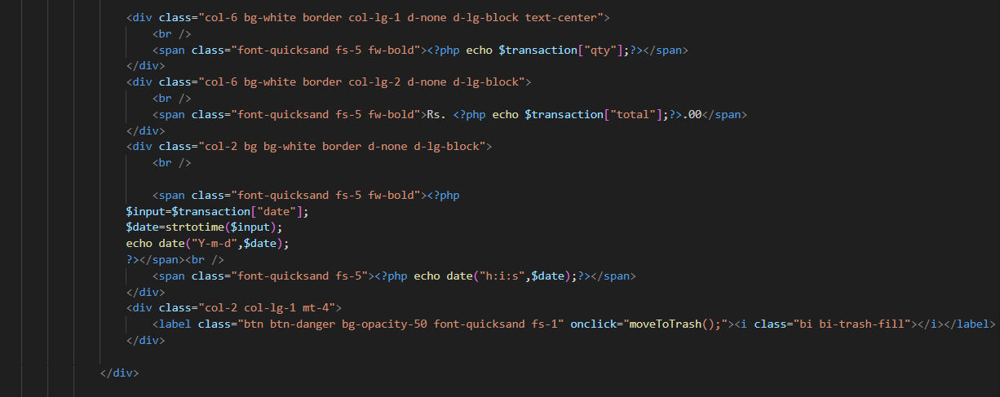 <div class="col-6 bg-white border col-lg-1 d-none d-lg-block text-center">
<br />
<span class="font-quicksand fs-5 fw-bold"><?php echo $transaction["qty"];?></span>
</div>
<div class="col-6 bg-white border col-lg-2 d-none d-lg-block">
<br />
<span class="font-quicksand fs-5 fw-bold">Rs. <?php echo $transaction["total"];?>.00</span>
</div>
<div class="col-2 bg bg-white border d-none d-lg-block">
<br />
<span class="font-quicksand fs-5 fw-bold"><?php
$input=$transaction["date"];
$date=strtotime($input);
echo date("Y-m-d",$date);
?></span><br />
<span class="font-quicksand fs-5"><?php echo date("h:i:s",$date);?></span>
</div>
<div class="col-2 col-lg-1 mt-4">
<label class="btn btn-danger bg-opacity-50 font-quicksand fs-1" onclick="moveToTrash();"><i class="bi bi-trash-fill"></i></label>
</div>
</div>